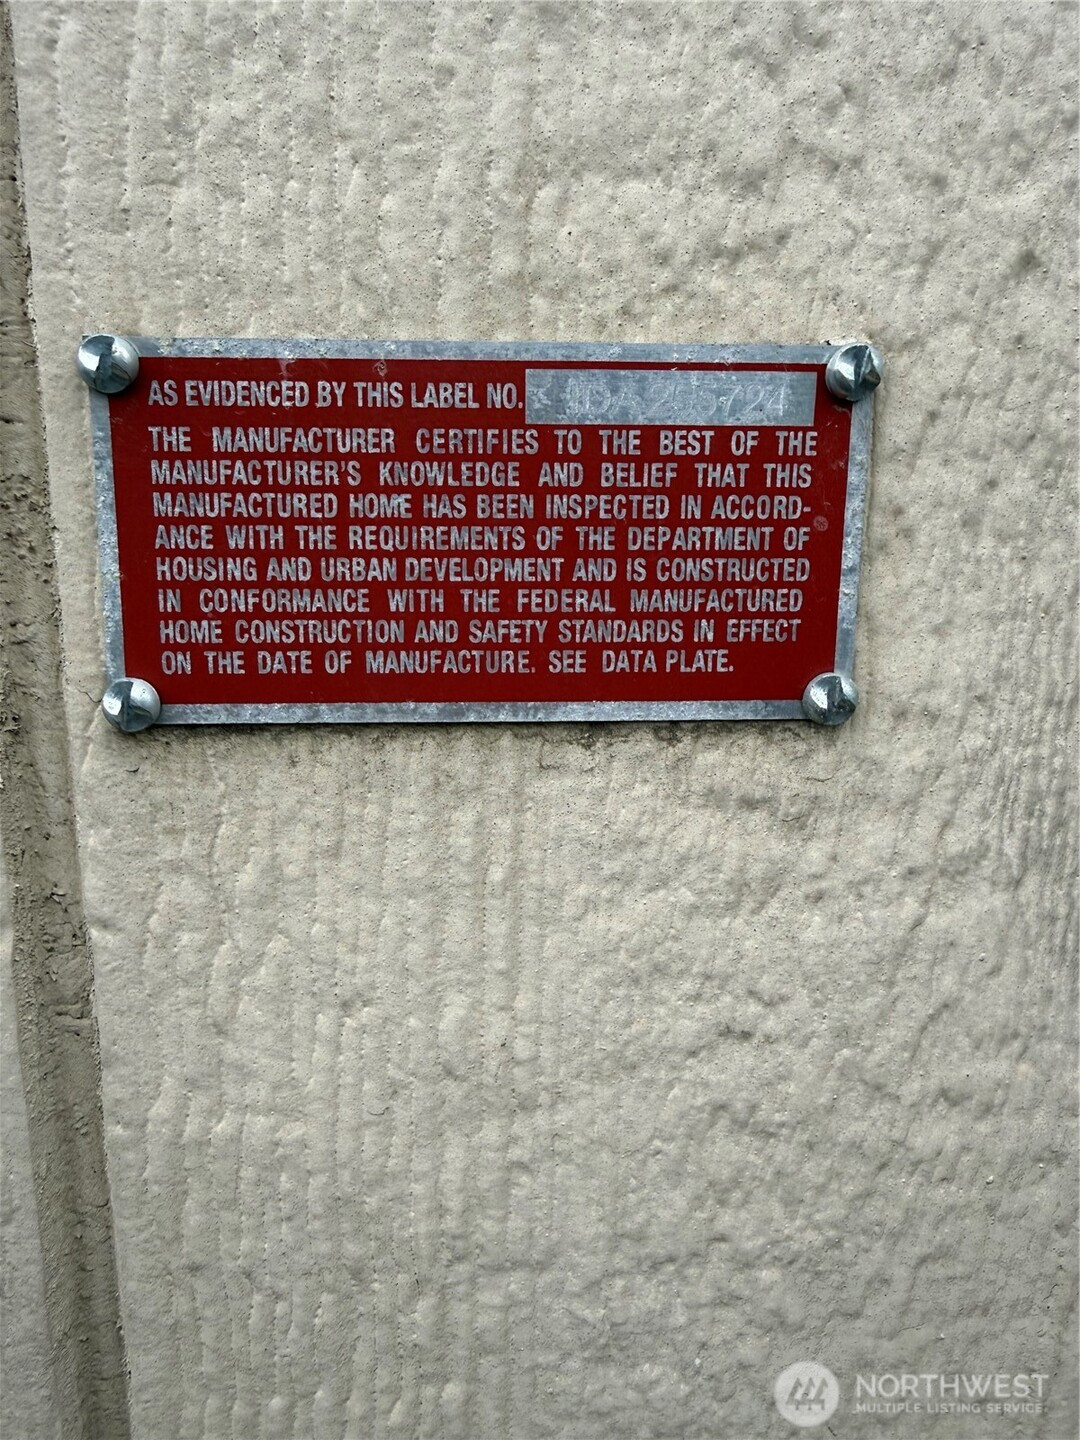 AS EVIDENCED BY THIS LABEL NO.
THE MANUFACTURER CERTIFIES TO THE BEST OF THE
MANUFACTURER'S KNOWLEDGE AND BELIEF THAT THIS
MANUFACTURED HOME HAS BEEN INSPECTED IN ACCORD-
ANCE WITH THE REQUIREMENTS OF THE DEPARTMENT OF
HOUSING AND URBAN DEVELOPMENT AND IS CONSTRUCTED
IN CONFORMANCE WITH THE FEDERAL MANUFACTURED
HOME CONSTRUCTION AND SAFETY STANDARDS IN EFFECT
ON THE DATE OF MANUFACTURE. SEE DATA PLATE.
NORTHWEST
MULTIPLE LISTING SERVICE